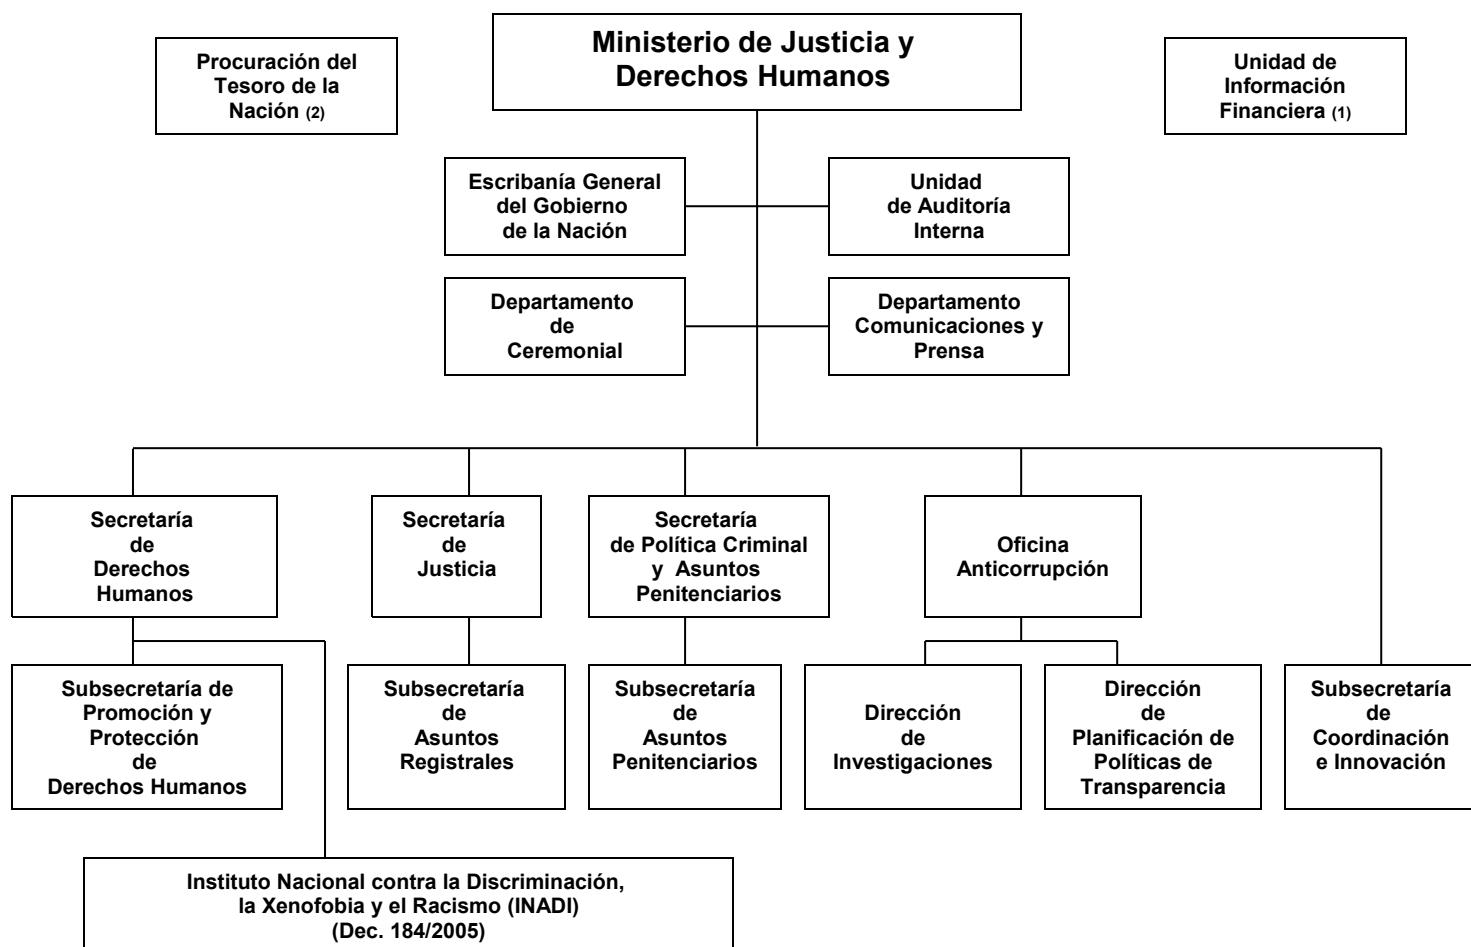 Ministerio de Justicia y
Derechos Humanos
Procuración del
Tesoro de la
Nación (2)
Unidad de
Información
Financiera (1)
Escribanía General
del Gobierno
de la Nación
Unidad
de Auditoría
Interna
Departamento
de
Ceremonial
Departamento
Comunicaciones y
Prensa
Secretaría
de
Derechos
Humanos
Secretaría
de
Justicia
Secretaría
de Política Criminal
y Asuntos
Penitenciarios
Oficina
Anticorrupción
Subsecretaría de
Promoción y
Protección
de
Derechos Humanos
Subsecretaría
de
Asuntos
Registrales
Subsecretaría
de
Asuntos
Penitenciarios
Dirección
de
Investigaciones
Dirección
de
Planificación de
Políticas de
Transparencia
Subsecretaría
de
Coordinación
e Innovación
Instituto Nacional contra la Discriminación,
la Xenofobia y el Racismo (INADI)
(Dec. 184/2005)